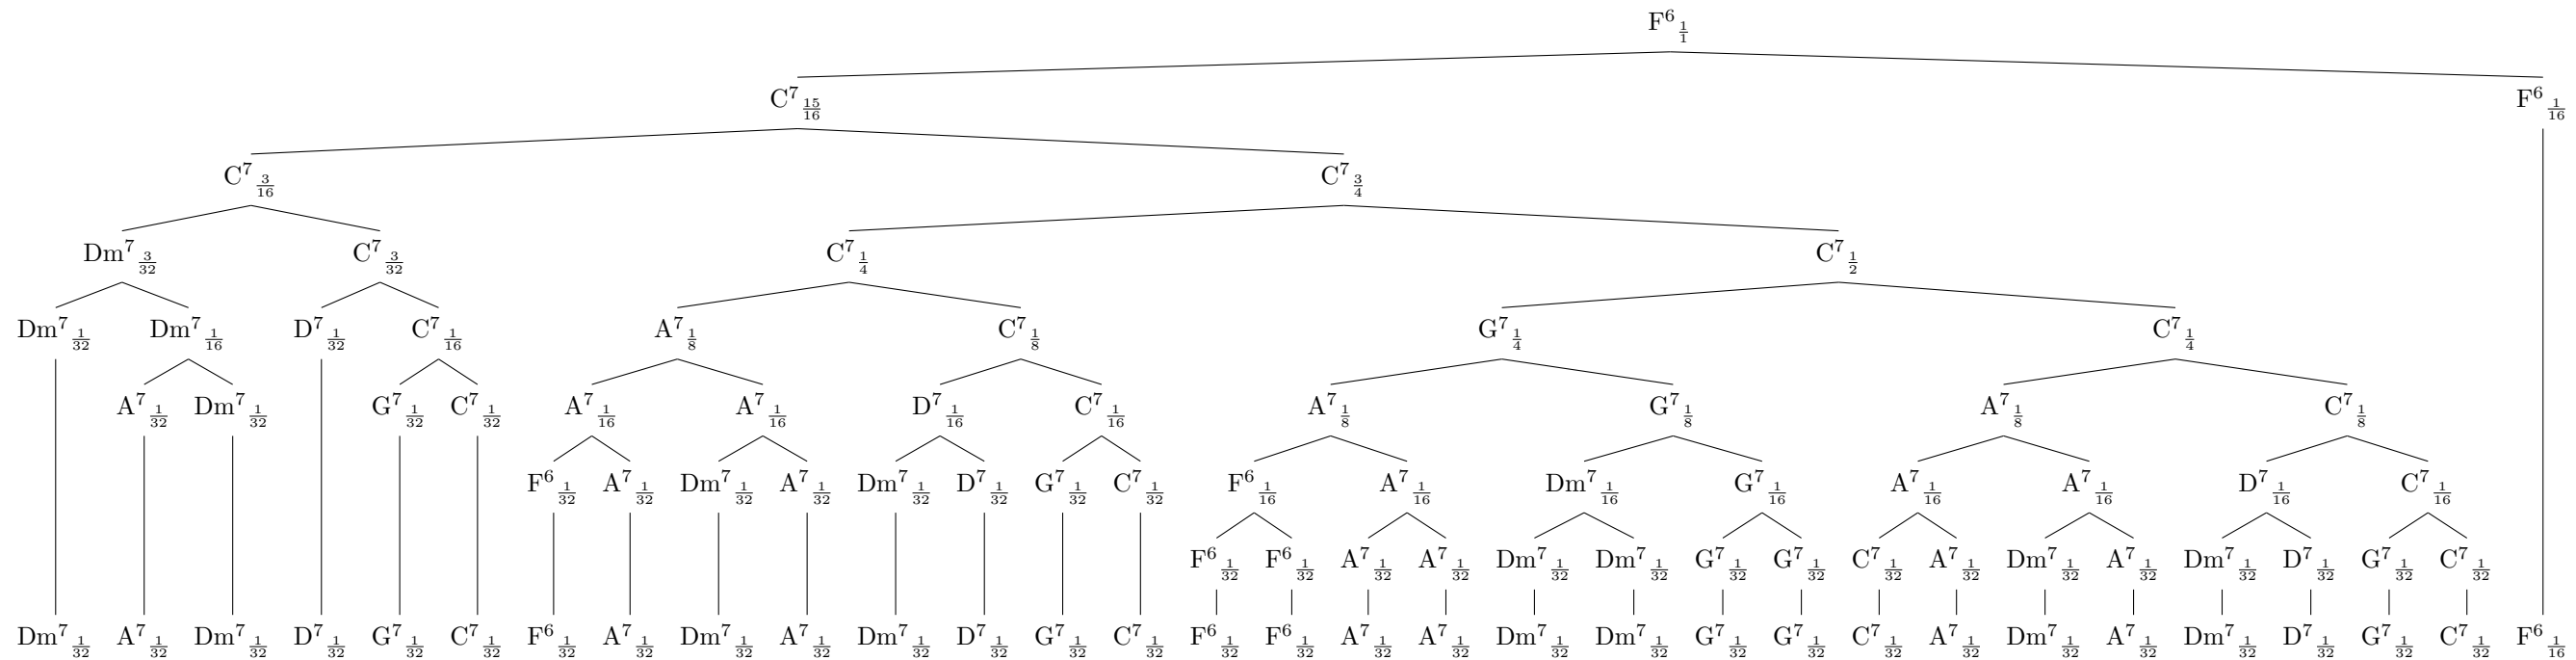 F⁶ 1/1
C⁷ 15/16 F⁶ 1/16
C⁷ 3/16 C⁷ 3/4
Dm⁷ 3/32 C⁷ 3/32 C⁷ 1/4 C⁷ 1/2
Dm⁷ 1/32 Dm⁷ 1/16 D⁷ 1/32 C⁷ 1/16 A⁷ 1/8 C⁷ 1/8 G⁷ 1/4 C⁷ 1/4
A⁷ 1/32 Dm⁷ 1/32 G⁷ 1/32 C⁷ 1/32 A⁷ 1/16 A⁷ 1/16 D⁷ 1/16 C⁷ 1/16 A⁷ 1/8 G⁷ 1/8 A⁷ 1/8 C⁷ 1/8
F⁶ 1/32 A⁷ 1/32 Dm⁷ 1/32 A⁷ 1/32 Dm⁷ 1/32 D⁷ 1/32 G⁷ 1/32 C⁷ 1/32 F⁶ 1/16 A⁷ 1/16 Dm⁷ 1/16 G⁷ 1/16 A⁷ 1/16 A⁷ 1/16 D⁷ 1/16 C⁷ 1/16
F⁶ 1/32 F⁶ 1/32 A⁷ 1/32 A⁷ 1/32 Dm⁷ 1/32 Dm⁷ 1/32 G⁷ 1/32 G⁷ 1/32 C⁷ 1/32 A⁷ 1/32 Dm⁷ 1/32 A⁷ 1/32 Dm⁷ 1/32 D⁷ 1/32 G⁷ 1/32 C⁷ 1/32
Dm⁷ 1/32 A⁷ 1/32 Dm⁷ 1/32 D⁷ 1/32 G⁷ 1/32 C⁷ 1/32 F⁶ 1/32 A⁷ 1/32 Dm⁷ 1/32 A⁷ 1/32 Dm⁷ 1/32 D⁷ 1/32 G⁷ 1/32 C⁷ 1/32 F⁶ 1/32 F⁶ 1/32 A⁷ 1/32 A⁷ 1/32 Dm⁷ 1/32 Dm⁷ 1/32 G⁷ 1/32 G⁷ 1/32 C⁷ 1/32 A⁷ 1/32 Dm⁷ 1/32 A⁷ 1/32 Dm⁷ 1/32 D⁷ 1/32 G⁷ 1/32 C⁷ 1/32 F⁶ 1/16